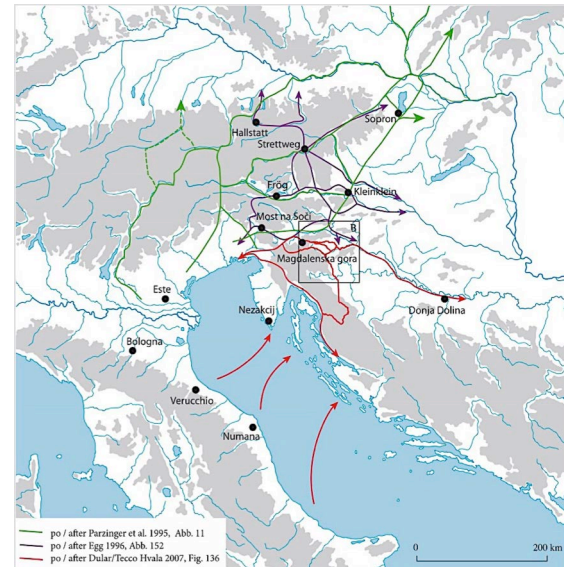 Hallstatt
Sopron
Strettweg
Frög
Kleinklein
Most na Soči
B
Magdalenska gora
Este
Nezakcij
Donja Dolina
Bologna
Verucchio
Numana
po / after Parzinger et al. 1995, Abb. 11
po / after Egg 1996, Abb. 152
po / after Dular/Tecco Hvala 2007, Fig. 136
0 200 km